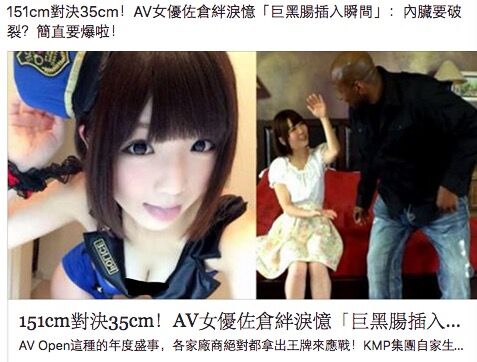 151cm對決35cm！AV女優佐倉絆淚憶「巨黑腸插入瞬間」：內臟要破
裂？簡直要爆啦！
POLICE
151cm對決35cm！AV女優佐倉絆淚憶「巨黑腸插入...
AV Open這種的年度盛事，各家廠商絕對都拿出王牌來應戰！KMP集團自家生...